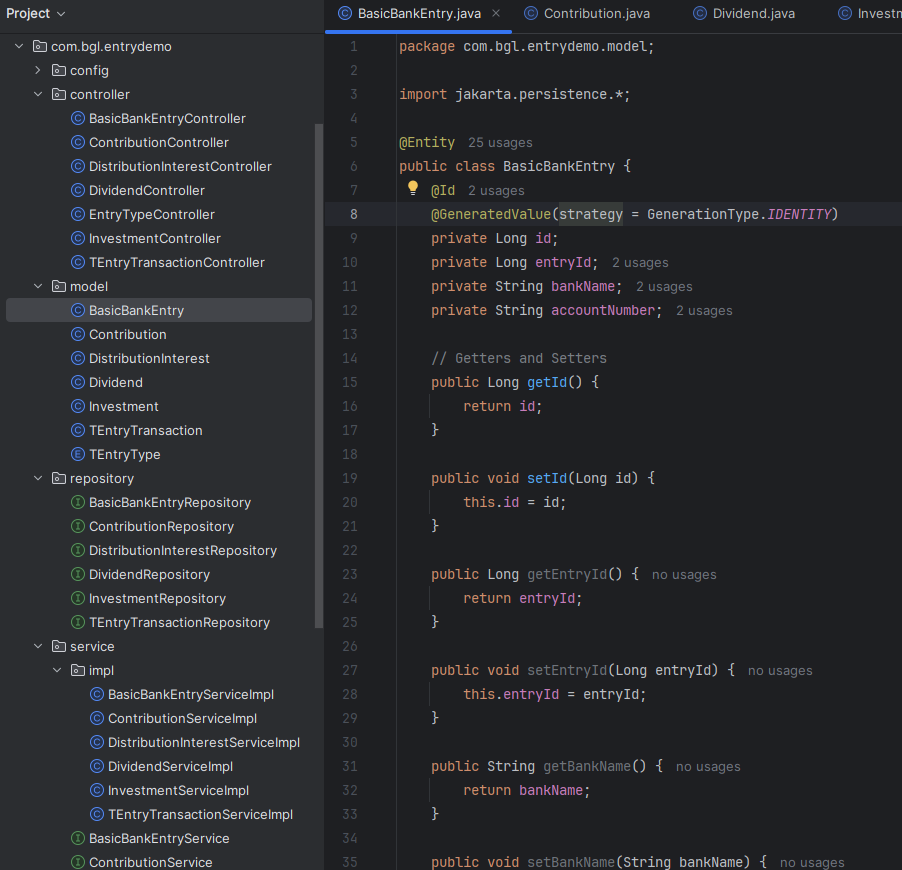 Project
com.bgl.entrydemo
config
controller
BasicBankEntryController
ContributionController
DistributionInterestController
DividendController
EntryTypeController
InvestmentController
TEntryTransactionController
model
BasicBankEntry
Contribution
DistributionInterest
Dividend
Investment
TEntryTransaction
TEntryType
repository
BasicBankEntryRepository
ContributionRepository
DistributionInterestRepository
DividendRepository
InvestmentRepository
TEntryTransactionRepository
service
impl
BasicBankEntryServiceImpl
ContributionServiceImpl
DistributionInterestServiceImpl
DividendServiceImpl
InvestmentServiceImpl
TEntryTransactionServiceImpl
BasicBankEntryService
ContributionService
BasicBankEntry.java Contribution.java Dividend.java Investm
1 package com.bgl.entrydemo.model;
2
3 import jakarta.persistence.*;
4
5 @Entity 25 usages
6 public class BasicBankEntry {
7 @Id 2 usages
8 @GeneratedValue(strategy = GenerationType.IDENTITY)
9 private Long id;
10 private Long entryId; 2 usages
11 private String bankName; 2 usages
12 private String accountNumber; 2 usages
13
14 // Getters and Setters
15 public Long getId() {
16 return id;
17 }
18
19 public void setId(Long id) {
20 this.id = id;
21 }
22
23 public Long getEntryId() { no usages
24 return entryId;
25 }
26
27 public void setEntryId(Long entryId) { no usages
28 this.entryId = entryId;
29 }
30
31 public String getBankName() { no usages
32 return bankName;
33 }
34
35 public void setBankName(String bankName) { no usages